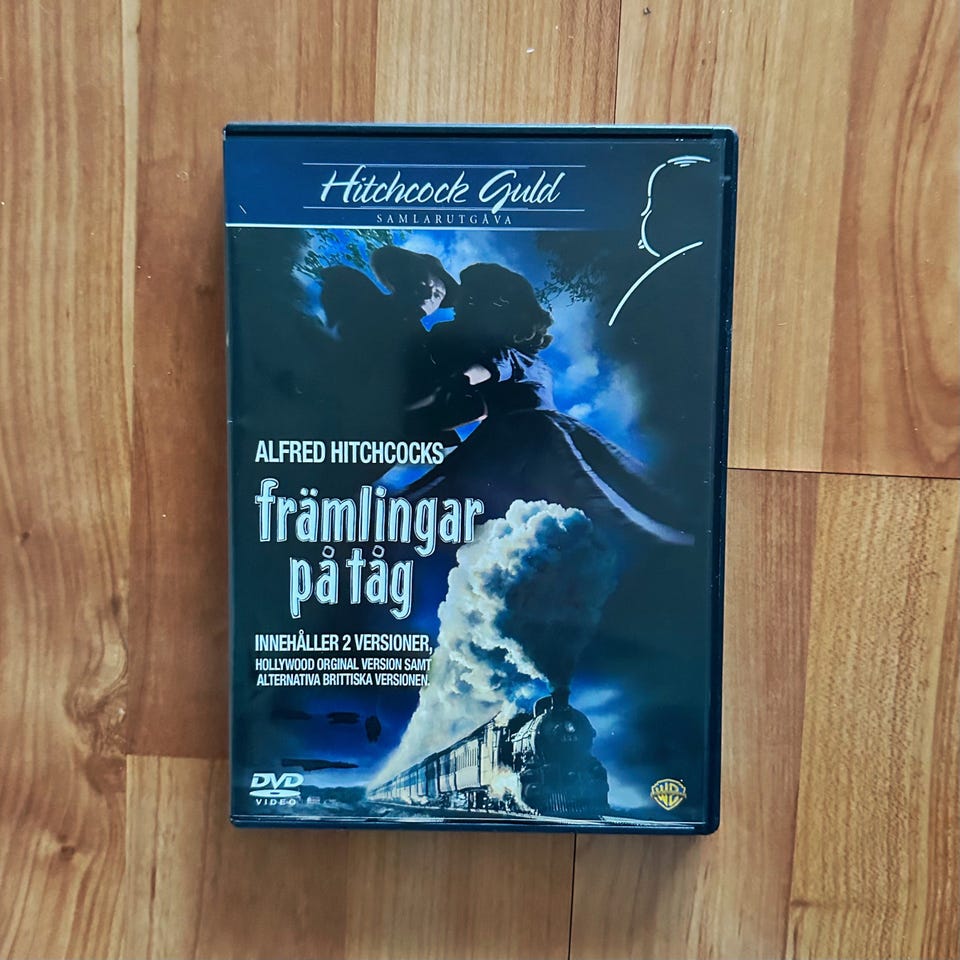 Hitchcock Guld
SAMLARUTGÅVA
ALFRED HITCHCOCKS
främlingar
på tåg
INNEHÅLLER 2 VERSIONER,
HOLLYWOOD ORGINAL VERSION SAMT
ALTERNATIVA BRITTISKA VERSIONEN.
DVD
VIDEO
WB